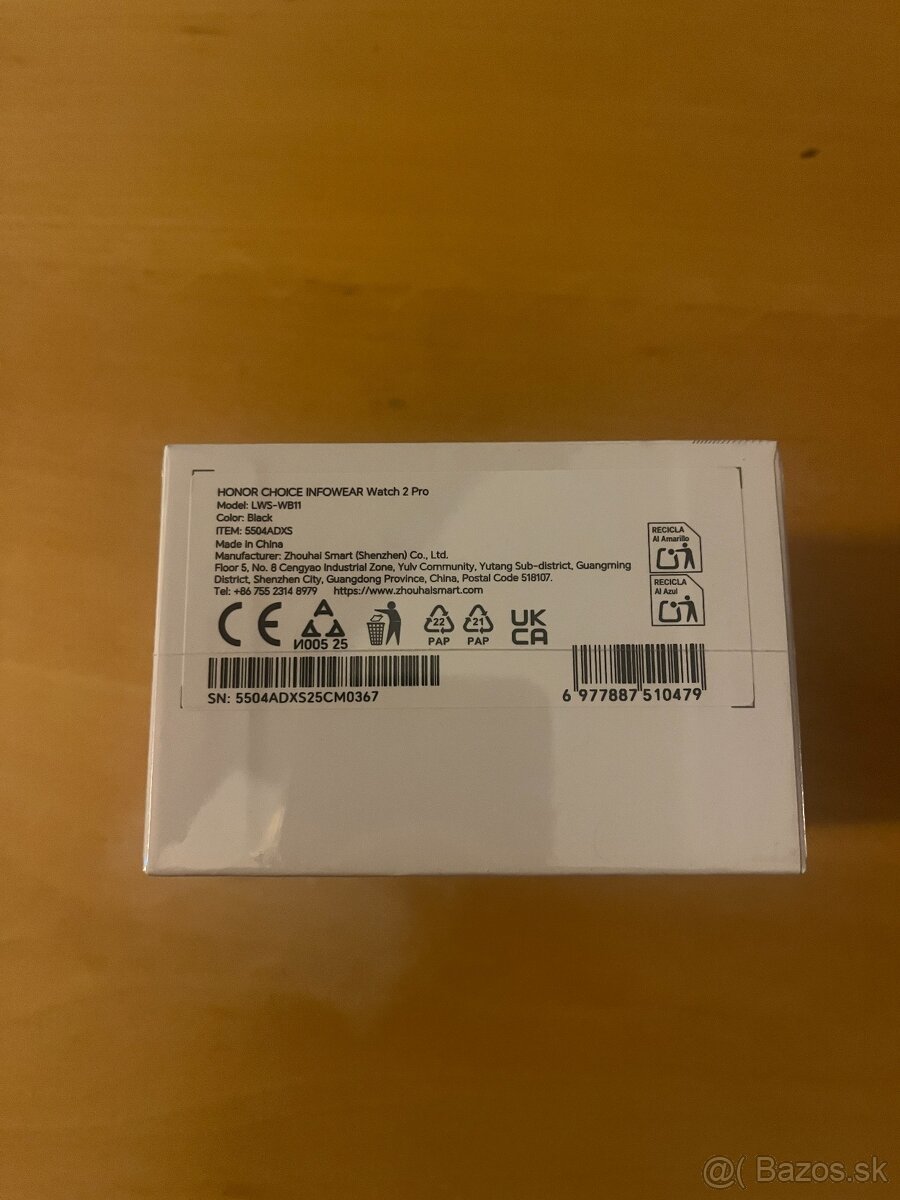 HONOR CHOICE INFOWEAR Watch 2 Pro
Model: LWS-WB11
Color: Black
ITEM: 5504ADXS
Made in China
Manufacturer: Zhouhai Smart (Shenzhen) Co., Ltd.
Floor 5, No. 8 Cengyao Industrial Zone, Yulv Community, Yutang Sub-district, Guangming
District, Shenzhen City, Guangdong Province, China, Postal Code 518107.
Tel: +86 755 2314 8979 https://www.zhouhaismart.com
RECICLA
Al Amarillo
RECICLA
Al Azul
CE
A
И005 25
22
PAP
21
PAP
UK
CA
SN: 5504ADXS25CM0367
6 977887 510479
@( Bazos.sk